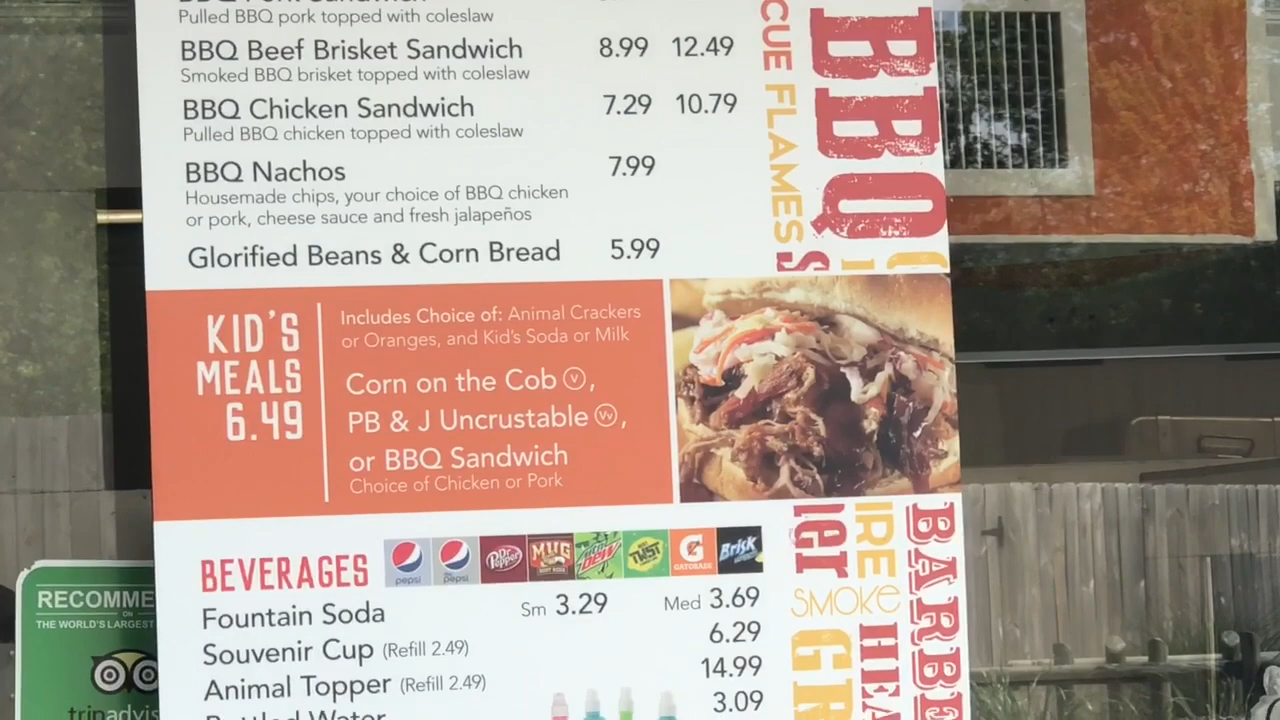 Pulled BBQ pork topped with coleslaw
BBQ Beef Brisket Sandwich 8.99 12.49
Smoked BBQ brisket topped with coleslaw
BBQ Chicken Sandwich 7.29 10.79
Pulled BBQ chicken topped with coleslaw
BBQ Nachos 7.99
Housemade chips, your choice of BBQ chicken
or pork, cheese sauce and fresh jalapeños
Glorified Beans & Corn Bread 5.99
CUE FLAMES
BBQ
KID'S
MEALS
6.49
Includes Choice of: Animal Crackers
or Oranges, and Kid's Soda or Milk
Corn on the Cob V,
PB & J Uncrustable Vv,
or BBQ Sandwich
Choice of Chicken or Pork
BEVERAGES
pepsi
pepsi
Dr Pepper
MUG
ROOT BEER
Mtn Dew
TWST
G
GATORADE
Brisk
Fountain Soda Sm 3.29 Med 3.69
Souvenir Cup (Refill 2.49) 6.29
Animal Topper (Refill 2.49) 14.99
Bottled Water 3.09
IRE
SMOKe
HEA
BARBE
RECOMME
ON
THE WORLD'S LARGEST
tripadvis